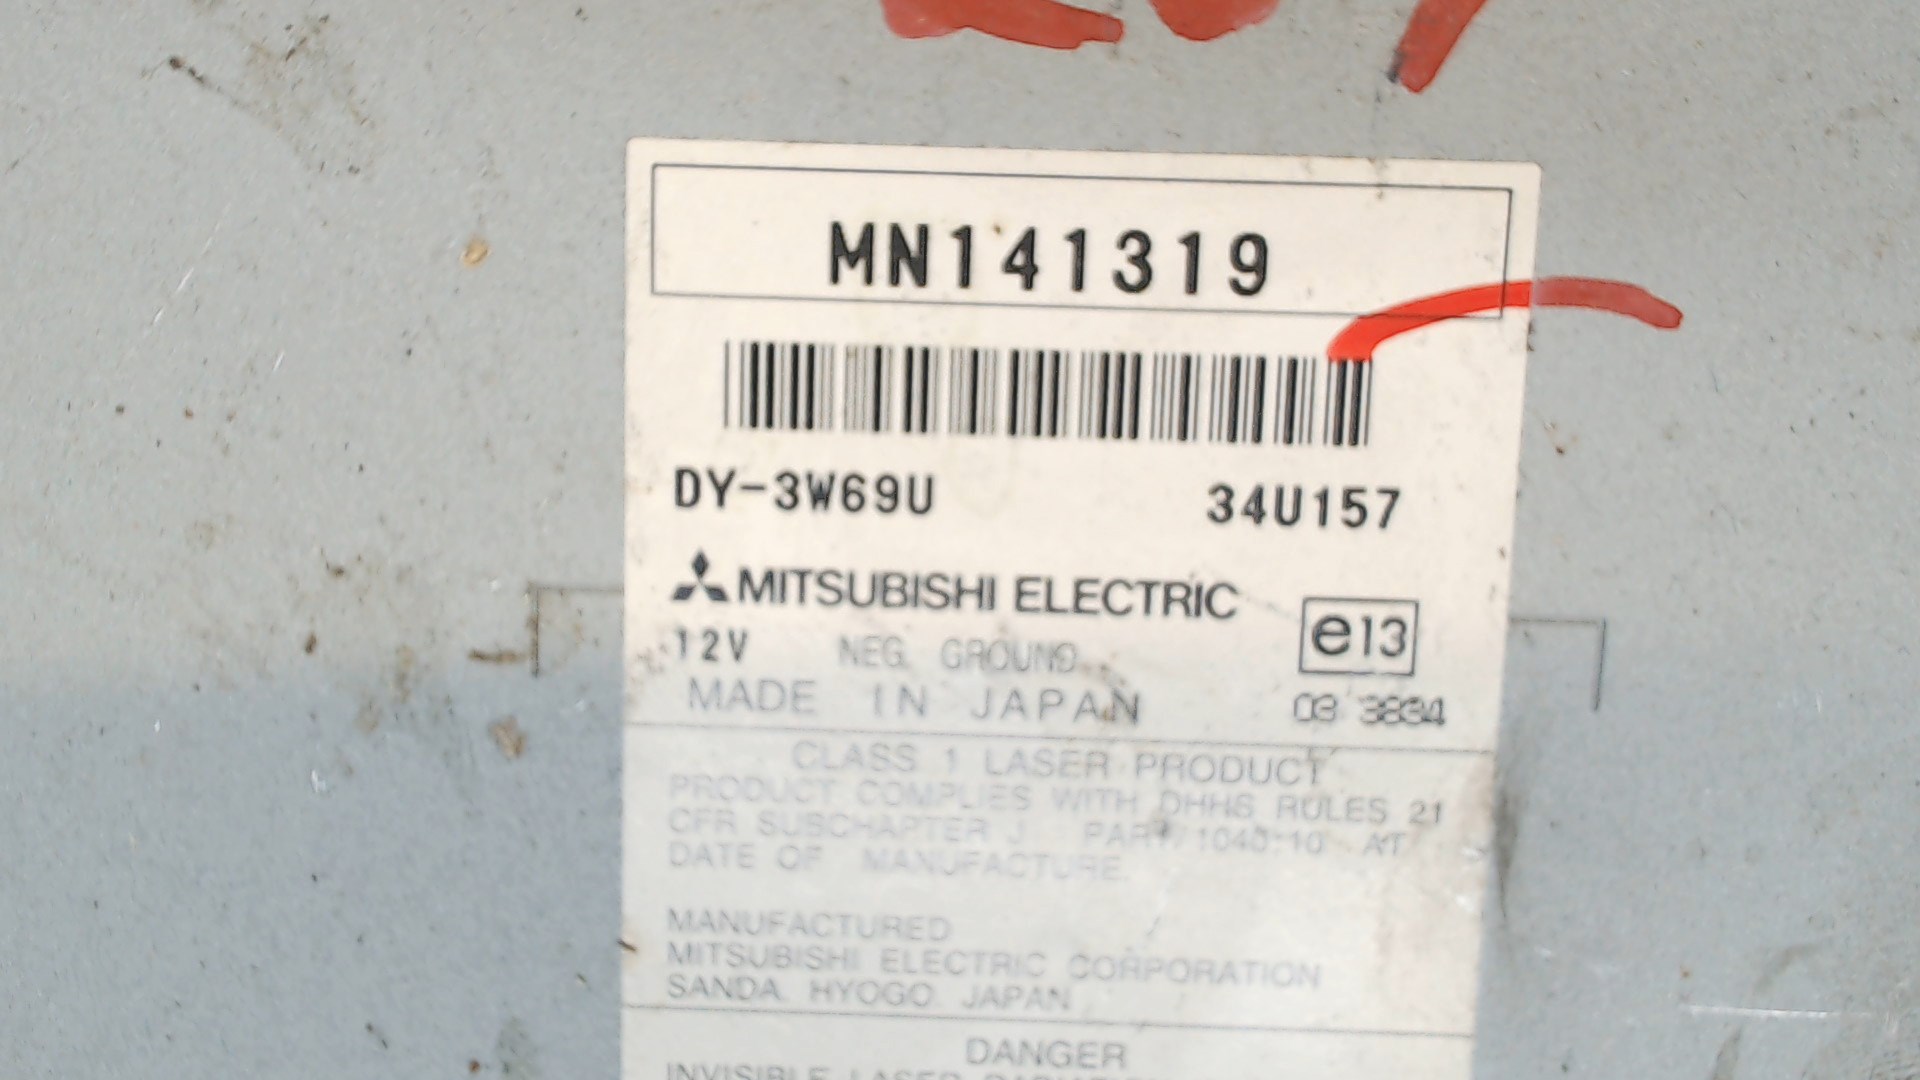 MN141319
DY-3W69U 34U157
MITSUBISHI ELECTRIC
e13
12V NEG. GROUND
MADE IN JAPAN 03 3834
CLASS 1 LASER PRODUCT
PRODUCT COMPLIES WITH DHHS RULES 21
CFR SUBCHAPTER J PART 1040:10 AT
DATE OF MANUFACTURE.
MANUFACTURED
MITSUBISHI ELECTRIC CORPORATION
SANDA HYOGO JAPAN
DANGER
INVISIBLE LASER